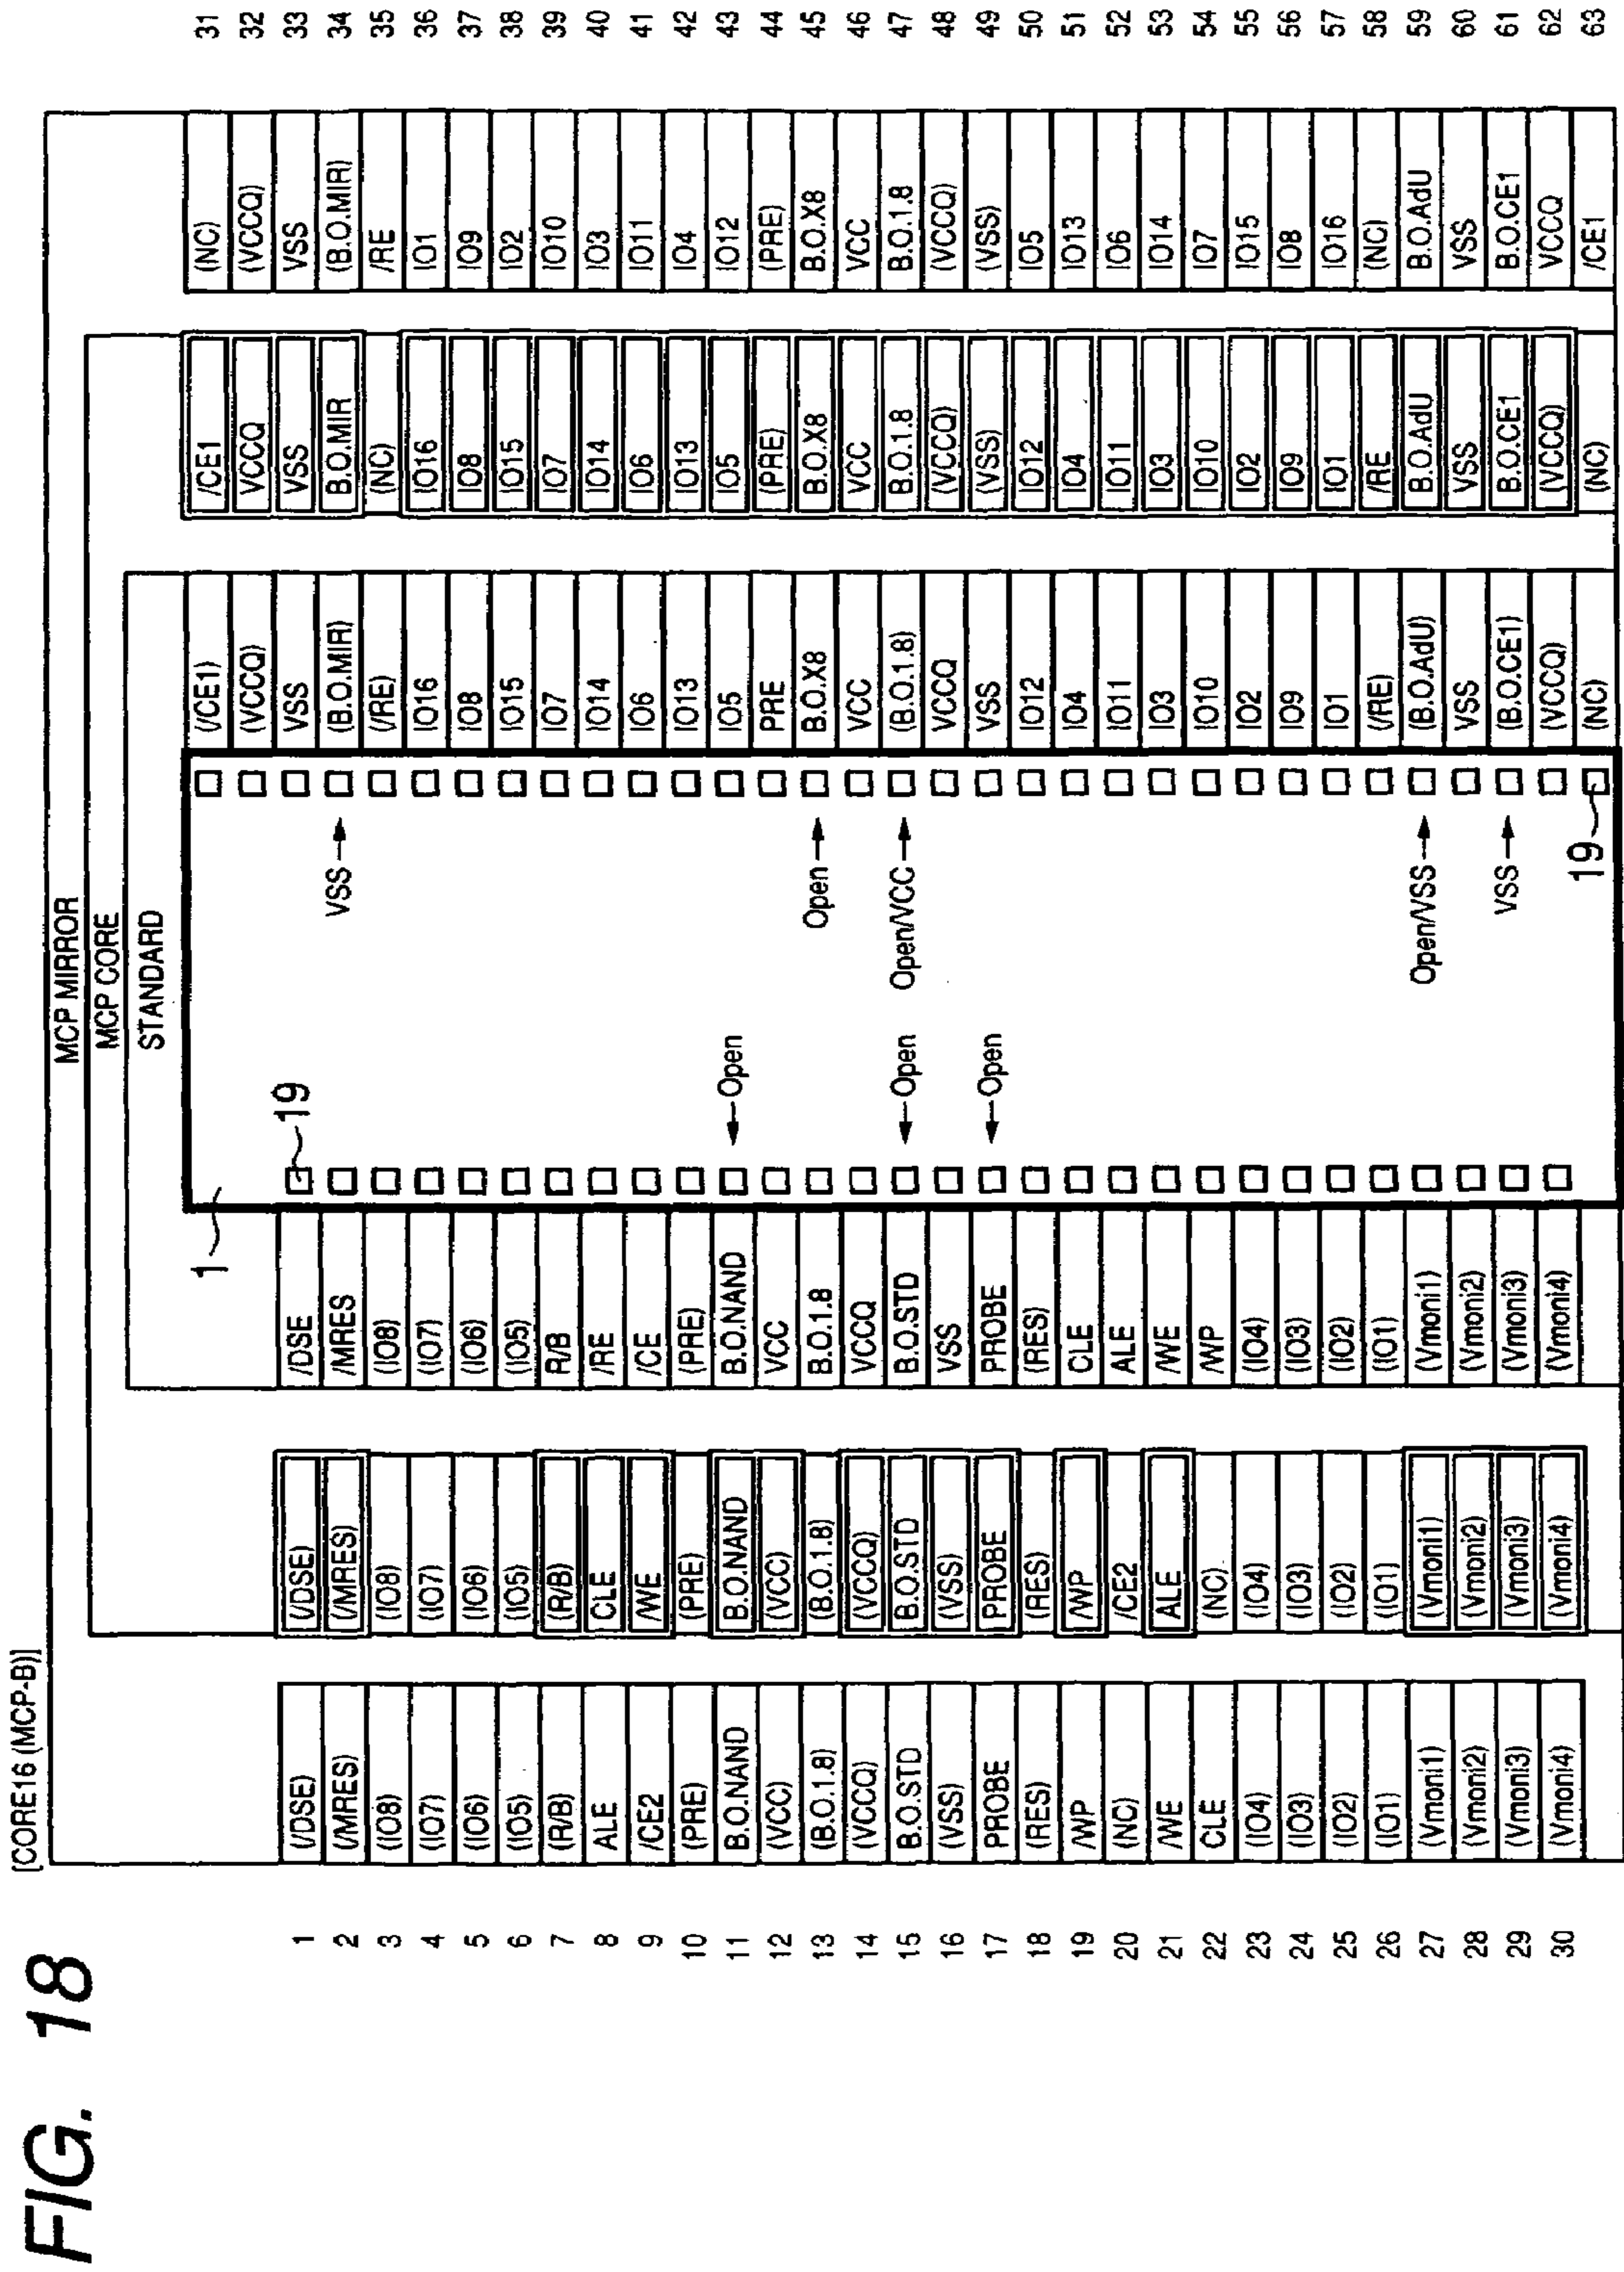 FIG. 18
[CORE16 (MCP-B)]
MCP MIRROR
MCP CORE
STANDARD
1
19
19
1 (/DSE) (/DSE) /DSE
2 (/MRES) (/MRES) /MRES
3 (IO8) (IO8) (IO8)
4 (IO7) (IO7) (IO7)
5 (IO6) (IO6) (IO6)
6 (IO5) (IO5) (IO5)
7 (R/B) (R/B) R/B
8 ALE CLE /RE
9 /CE2 /WE /CE
10 (PRE) (PRE) (PRE)
11 B.O.NAND B.O.NAND B.O.NAND Open
12 (VCC) (VCC) VCC
13 (B.O.1.8) (B.O.1.8) B.O.1.8
14 (VCCQ) (VCCQ) VCCQ
15 B.O.STD B.O.STD B.O.STD Open
16 (VSS) (VSS) VSS
17 PROBE PROBE PROBE Open
18 (RES) (RES) (RES)
19 /WP /WP CLE
20 (NC) /CE2 ALE
21 /WE ALE /WE
22 CLE (NC) /WP
23 (IO4) (IO4) (IO4)
24 (IO3) (IO3) (IO3)
25 (IO2) (IO2) (IO2)
26 (IO1) (IO1) (IO1)
27 (Vmoni1) (Vmoni1) (Vmoni1)
28 (Vmoni2) (Vmoni2) (Vmoni2)
29 (Vmoni3) (Vmoni3) (Vmoni3)
30 (Vmoni4) (Vmoni4) (Vmoni4)
(/CE1) /CE1 (NC) 31
(VCCQ) VCCQ (VCCQ) 32
VSS VSS VSS 33
VSS (B.O.MIR) B.O.MIR (B.O.MIR) 34
(/RE) (NC) /RE 35
IO16 IO16 IO1 36
IO8 IO8 IO9 37
IO15 IO15 IO2 38
IO7 IO7 IO10 39
IO14 IO14 IO3 40
IO6 IO6 IO11 41
IO13 IO13 IO4 42
IO5 IO5 IO12 43
PRE (PRE) (PRE) 44
Open B.O.X8 B.O.X8 B.O.X8 45
VCC VCC VCC 46
Open/VCC (B.O.1.8) B.O.1.8 B.O.1.8 47
VCCQ (VCCQ) (VCCQ) 48
VSS (VSS) (VSS) 49
IO12 IO12 IO5 50
IO4 IO4 IO13 51
IO11 IO11 IO6 52
IO3 IO3 IO14 53
IO10 IO10 IO7 54
IO2 IO2 IO15 55
IO9 IO9 IO8 56
IO1 IO1 IO16 57
(/RE) /RE (NC) 58
Open/VSS (B.O.AdU) B.O.AdU B.O.AdU 59
VSS VSS VSS 60
VSS (B.O.CE1) B.O.CE1 B.O.CE1 61
(VCCQ) (VCCQ) VCCQ 62
(NC) (NC) /CE1 63